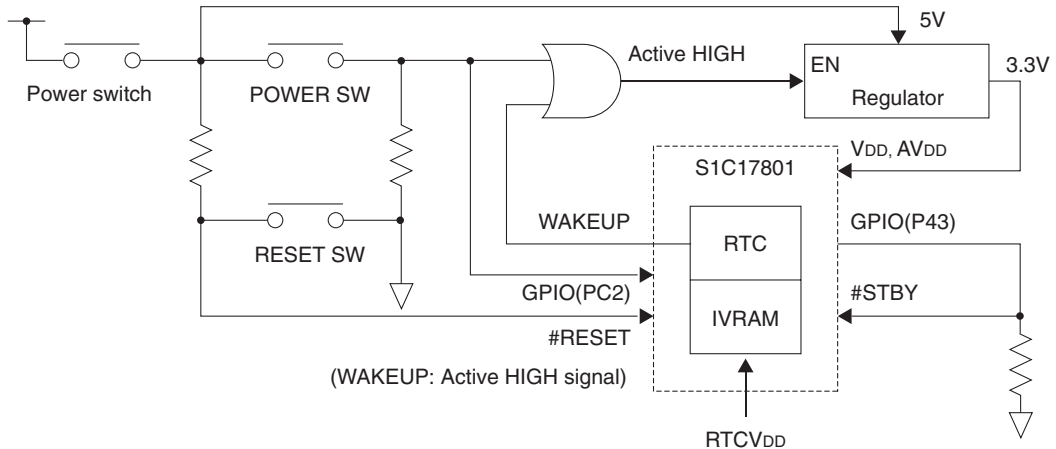 5V
Active HIGH
EN
3.3V
Power switch
POWER SW
Regulator
VDD, AVDD
S1C17801
WAKEUP
RTC
GPIO(P43)
RESET SW
GPIO(PC2)
#STBY
IVRAM
#RESET
(WAKEUP: Active HIGH signal)
RTCVDD